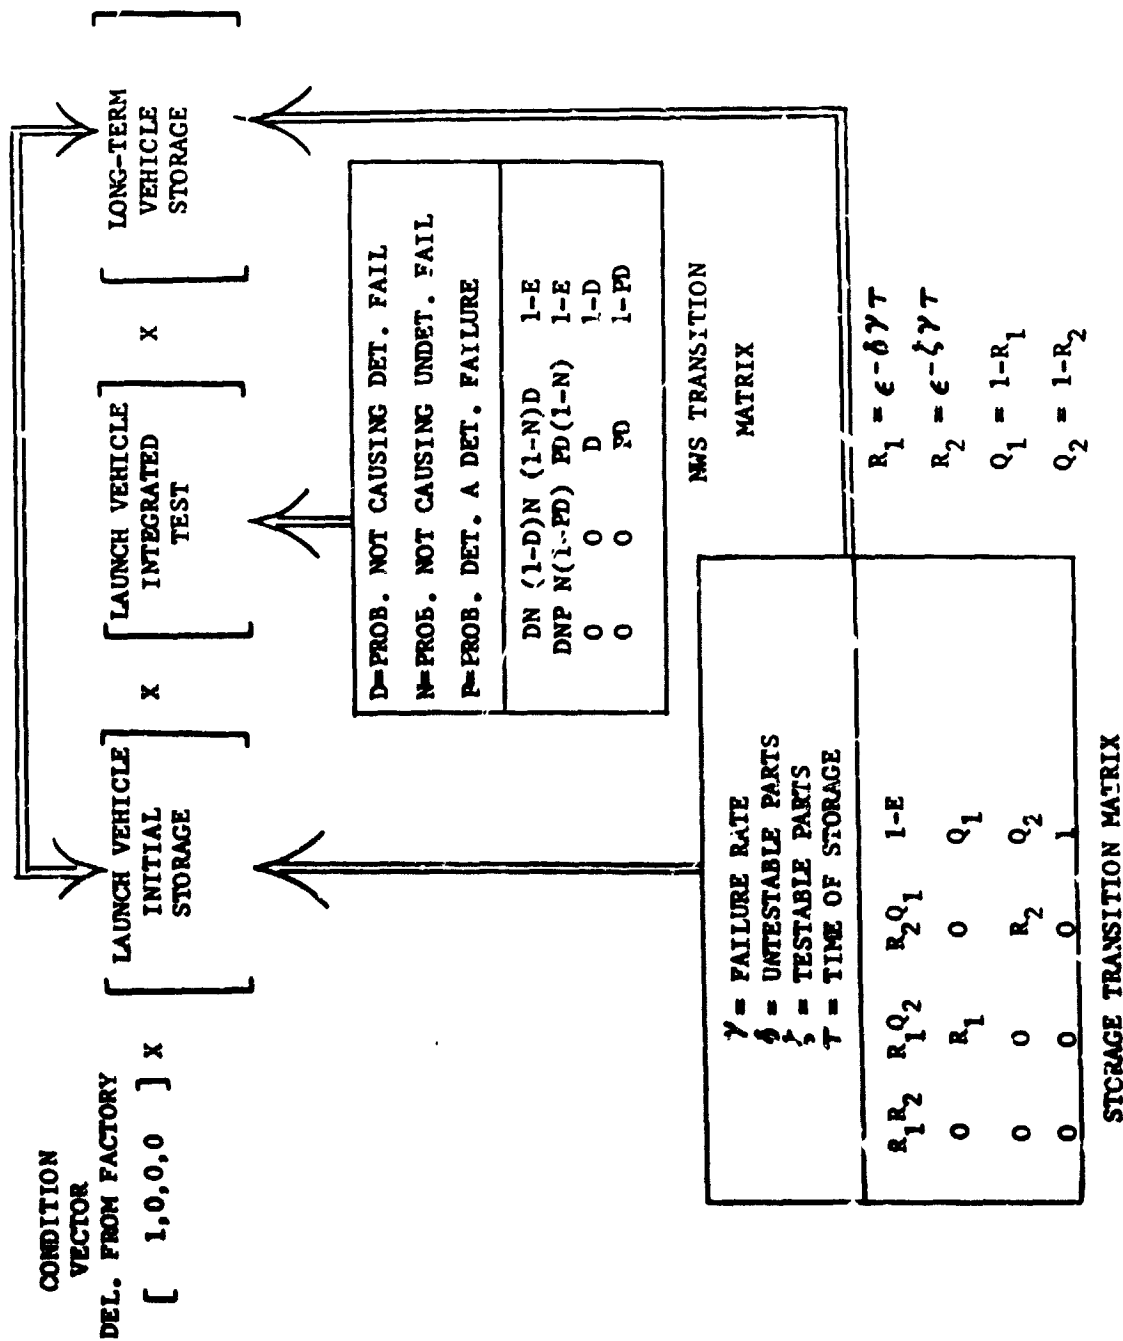 CONDITION
VECTOR
DEL. FROM FACTORY
[ 1,0,0,0 ] X
[LAUNCH VEHICLE
INITIAL
STORAGE]
X
[LAUNCH VEHICLE
INTEGRATED
TEST]
X
[LONG-TERM
VEHICLE
STORAGE]
[
D=PROB. NOT CAUSING DET. FAIL
N=PROB. NOT CAUSING UNDET. FAIL
P=PROB. DET. A DET. FAILURE
DN (1-D)N (1-N)D 1-E
DNP N(1-PD) PD(1-N) 1-E
0 0 D 1-D
0 0 PD 1-PD
NWS TRANSITION
MATRIX
γ = FAILURE RATE
δ = UNTESTABLE PARTS
ζ = TESTABLE PARTS
τ = TIME OF STORAGE
R₁R₂ R₁Q₂ R₂Q₁ 1-E
0 R₁ 0 Q₁
0 0 R₂ Q₂
0 0 0 1
STORAGE TRANSITION MATRIX
R₁ = ϵ-δγτ
R₂ = ϵ-ζγτ
Q₁ = 1-R₁
Q₂ = 1-R₂